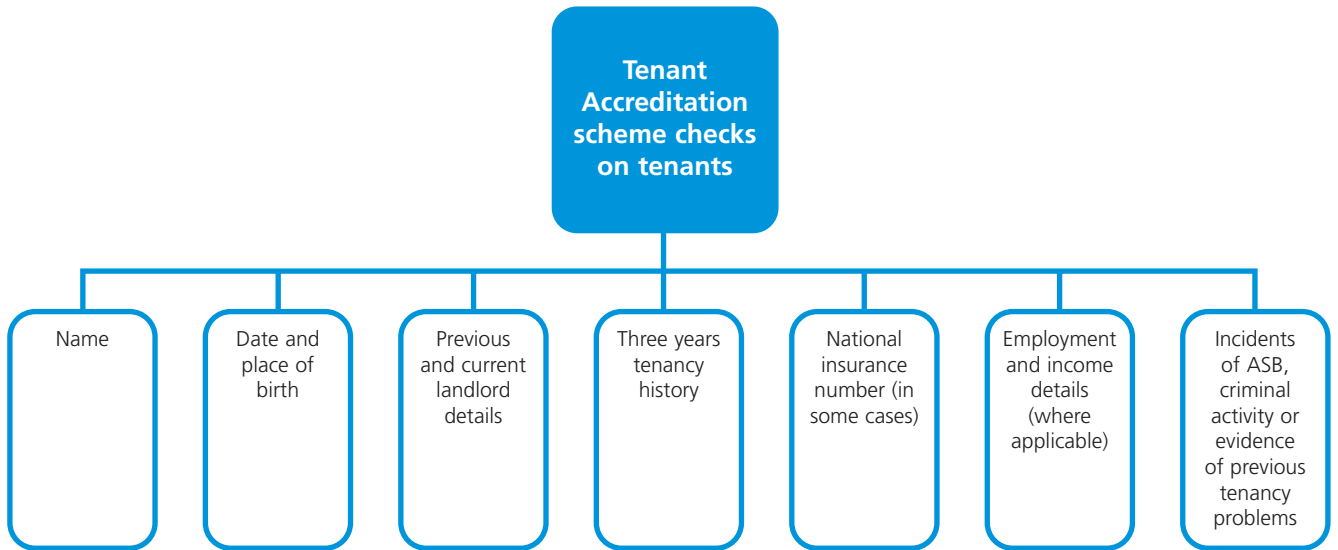 Tenant
Accreditation
scheme checks
on tenants
Name
Date and
place of
birth
Previous
and current
landlord
details
Three years
tenancy
history
National
insurance
number (in
some cases)
Employment
and income
details
(where
applicable)
Incidents
of ASB,
criminal
activity or
evidence
of previous
tenancy
problems